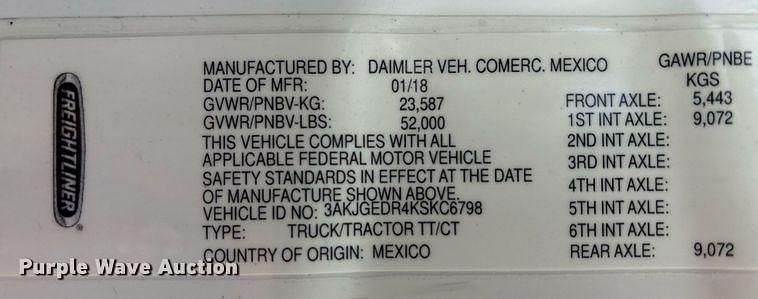 FREIGHTLINER
MANUFACTURED BY: DAIMLER VEH. COMERC. MEXICO
DATE OF MFR: 01/18
GVWR/PNBV-KG: 23,587
GVWR/PNBV-LBS: 52,000
THIS VEHICLE COMPLIES WITH ALL
APPLICABLE FEDERAL MOTOR VEHICLE
SAFETY STANDARDS IN EFFECT AT THE DATE
OF MANUFACTURE SHOWN ABOVE.
VEHICLE ID NO: 3AKJGEDR4KSKC6798
TYPE: TRUCK/TRACTOR TT/CT
COUNTRY OF ORIGIN: MEXICO
GAWR/PNBE
KGS
FRONT AXLE: 5,443
1ST INT AXLE: 9,072
2ND INT AXLE:
3RD INT AXLE:
4TH INT AXLE:
5TH INT AXLE:
6TH INT AXLE:
REAR AXLE: 9,072
Purple Wave Auction